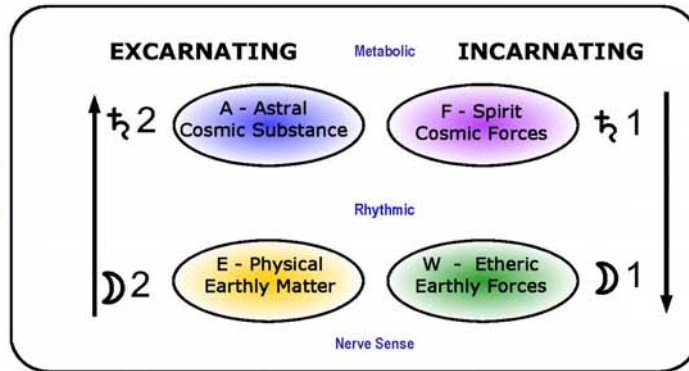 EXCARNATING Metabolic INCARNATING
♄ 2 A - Astral F - Spirit ♄ 1
Cosmic Substance Cosmic Forces
Rhythmic
☽ 2 E - Physical W - Etheric ☽ 1
Earthly Matter Earthly Forces
Nerve Sense